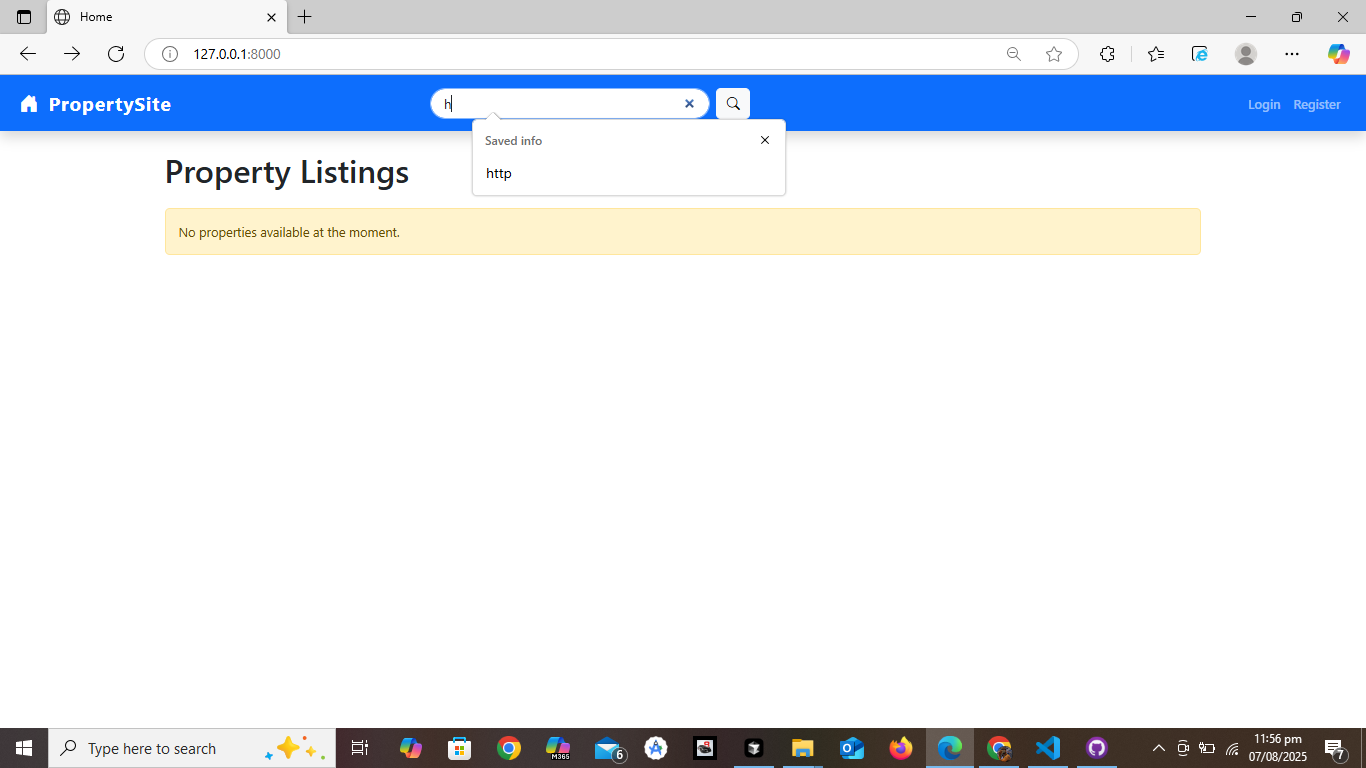 Home
127.0.0.1:8000
PropertySite
h
Login Register
Saved info
http
Property Listings
No properties available at the moment.
Type here to search
M365
6
11:56 pm
07/08/2025
7